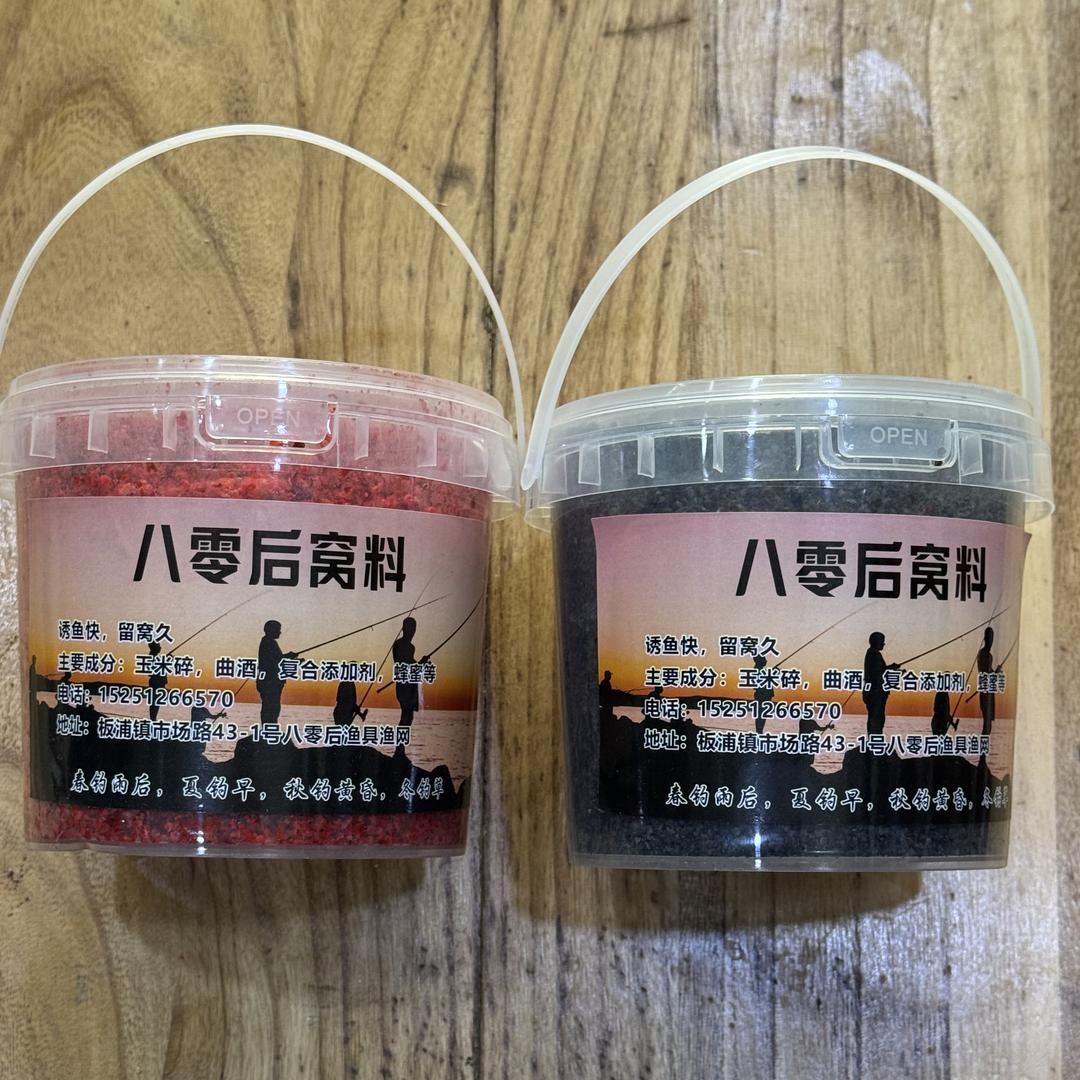 OPEN
八零后窝料
诱鱼快，留窝久
主要成分：玉米碎，曲酒，复合添加剂，蜂蜜等
电话：15251266570
地址：板浦镇市场路43-1号八零后渔具渔网
春钓雨后，夏钓早，秋钓黄昏，冬钓草
OPEN
八零后窝料
诱鱼快，留窝久
主要成分：玉米碎，曲酒，复合添加剂，蜂蜜等
电话：15251266570
地址：板浦镇市场路43-1号八零后渔具渔网
春钓雨后，夏钓早，秋钓黄昏，冬钓草